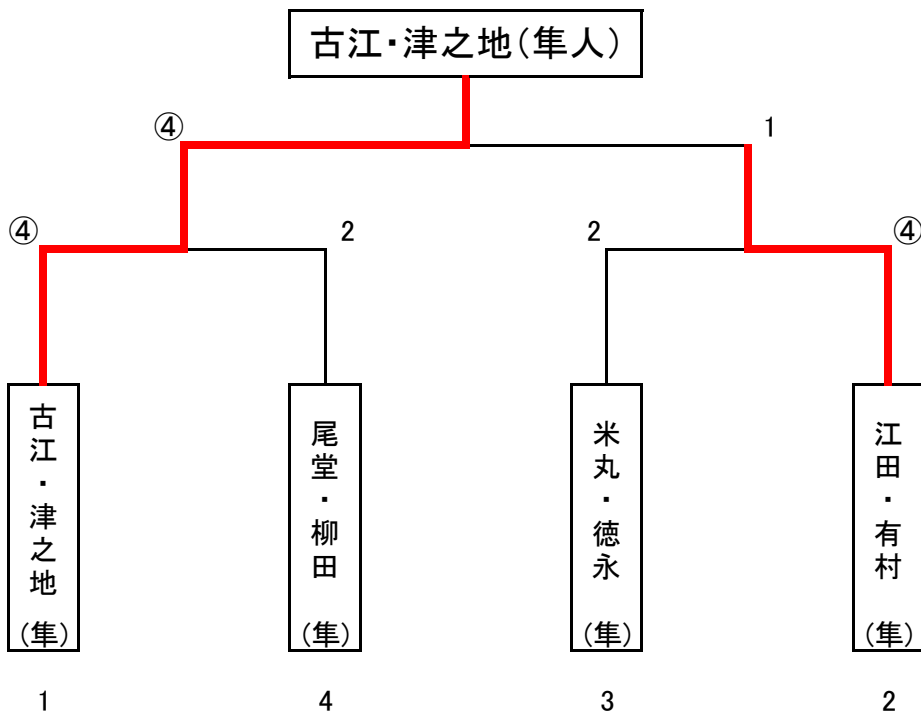 古江・津之地(隼人)
④
1
④
2
2
④
古江・津之地(隼)
尾堂・柳田(隼)
米丸・徳永(隼)
江田・有村(隼)
1
4
3
2